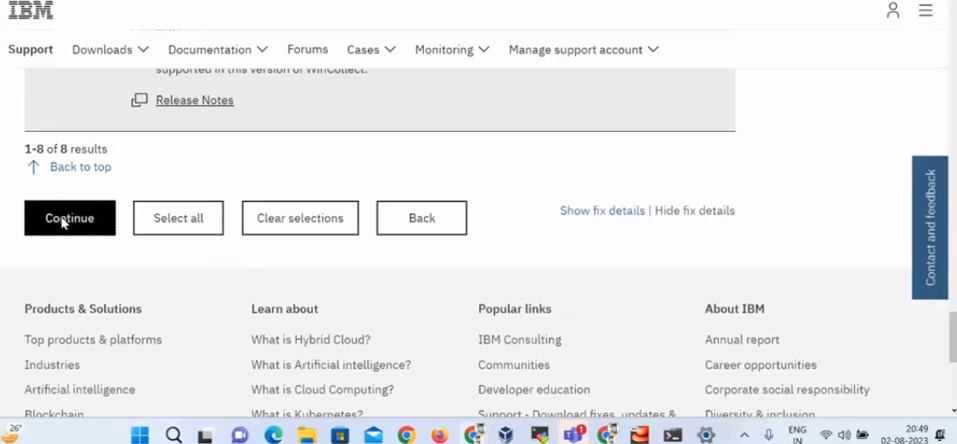 IBM
Support Downloads Documentation Forums Cases Monitoring Manage support account
supported in this version of WinCollect.
Release Notes
1-8 of 8 results
Back to top
Continue Select all Clear selections Back Show fix details | Hide fix details
Contact and feedback
Products & Solutions Learn about Popular links About IBM
Top products & platforms What is Hybrid Cloud? IBM Consulting Annual report
Industries What is Artificial intelligence? Communities Career opportunities
Artificial intelligence What is Cloud Computing? Developer education Corporate social responsibility
Blockchain What is Kubernetes? Support - Download fixes, updates & Diversity & inclusion
26°
ENG
IN
20:49
02-08-2023